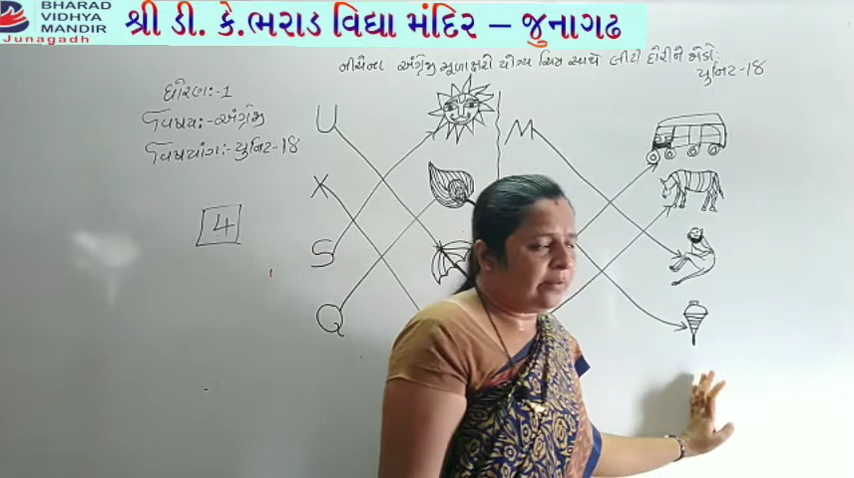 BHARAD
VIDHYA
MANDIR
Junagadh
શ્રી ડી. કે.ભરાડ વિદ્યા મંદિર – જુનાગઢ
નીચેના અંગ્રેજી મૂળાક્ષરો યોગ્ય ચિત્ર સાથે લીટી દોરીને જોડો:
યુનિટ-18
ધોરણ:-1
વિષય:-અંગ્રેજી
વિષયાંગ:-યુનિટ-18
4
U
X
S
Q
M